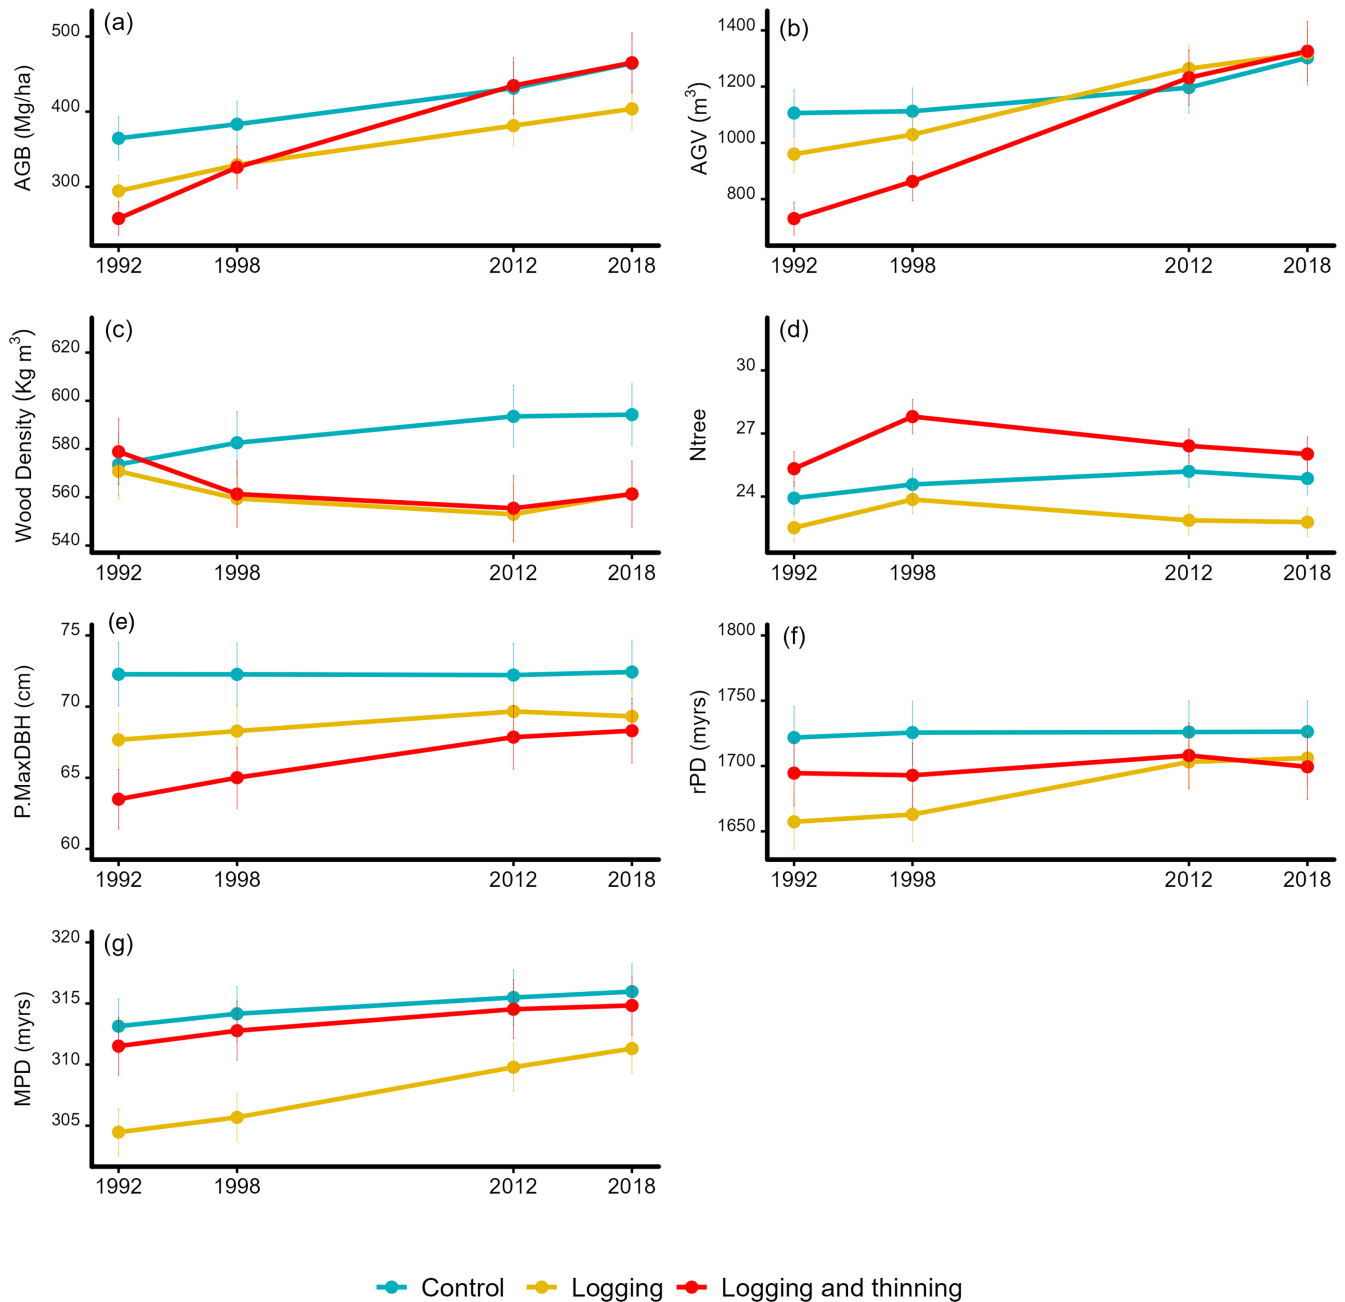 (a)
AGB (Mg/ha)
500
400
300
1992 1998 2012 2018
(b)
AGV (m³)
1400
1200
1000
800
1992 1998 2012 2018
(c)
Wood Density (Kg m³)
620
600
580
560
540
1992 1998 2012 2018
(d)
Ntree
30
27
24
1992 1998 2012 2018
(e)
P.MaxDBH (cm)
75
70
65
60
1992 1998 2012 2018
(f)
rPD (myrs)
1800
1750
1700
1650
1992 1998 2012 2018
(g)
MPD (myrs)
320
315
310
305
1992 1998 2012 2018
Control Logging Logging and thinning